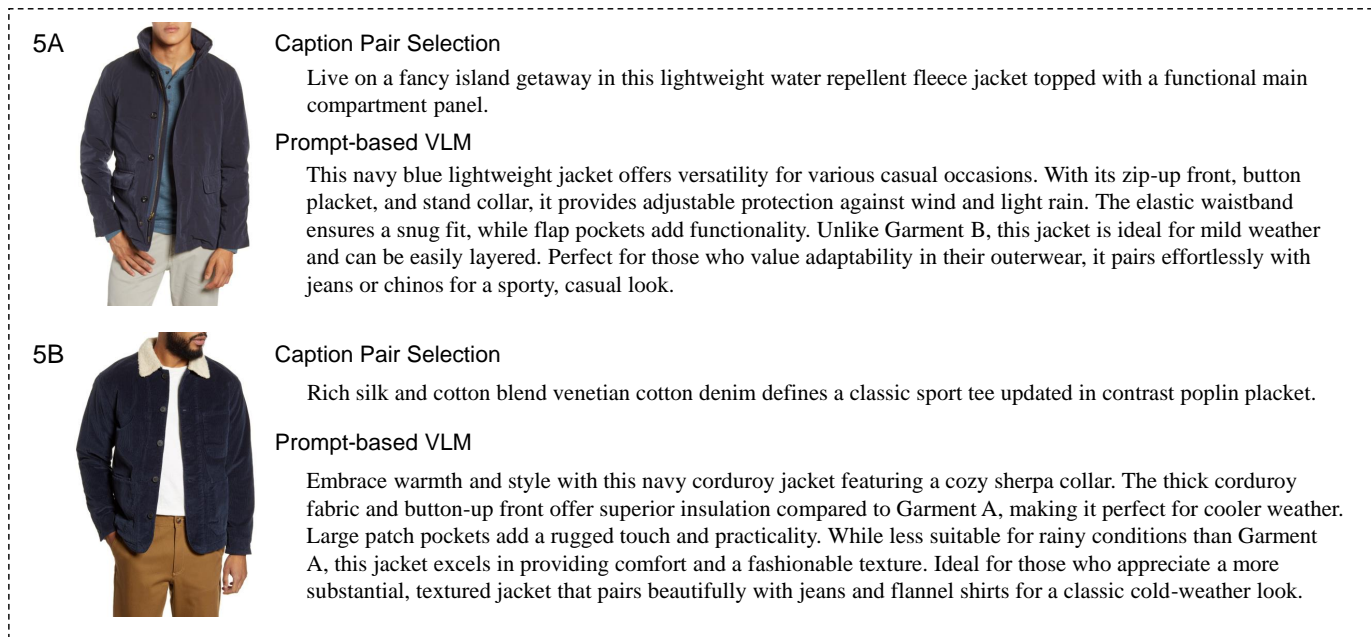 5A
Caption Pair Selection
Live on a fancy island getaway in this lightweight water repellent fleece jacket topped with a functional main
compartment panel.
Prompt-based VLM
This navy blue lightweight jacket offers versatility for various casual occasions. With its zip-up front, button
placket, and stand collar, it provides adjustable protection against wind and light rain. The elastic waistband
ensures a snug fit, while flap pockets add functionality. Unlike Garment B, this jacket is ideal for mild weather
and can be easily layered. Perfect for those who value adaptability in their outerwear, it pairs effortlessly with
jeans or chinos for a sporty, casual look.
5B
Caption Pair Selection
Rich silk and cotton blend venetian cotton denim defines a classic sport tee updated in contrast poplin placket.
Prompt-based VLM
Embrace warmth and style with this navy corduroy jacket featuring a cozy sherpa collar. The thick corduroy
fabric and button-up front offer superior insulation compared to Garment A, making it perfect for cooler weather.
Large patch pockets add a rugged touch and practicality. While less suitable for rainy conditions than Garment
A, this jacket excels in providing comfort and a fashionable texture. Ideal for those who appreciate a more
substantial, textured jacket that pairs beautifully with jeans and flannel shirts for a classic cold-weather look.